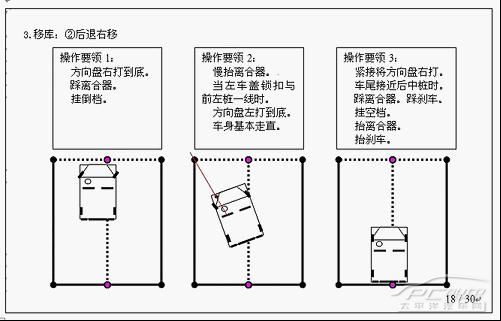 3.移库：②后退右移
操作要领 1：
方向盘右打到底。
踩离合器。
挂倒档。
操作要领 2：
慢抬离合器。
当左车盖锁扣与
前左桩一线时。
方向盘左打到底。
车身基本走直。
操作要领 3：
紧接将方向盘右打。
车尾接近后中桩时。
踩离合器。踩刹车。
挂空档。
抬离合器。
抬刹车。
PCauto
太平洋汽车网
18 / 30